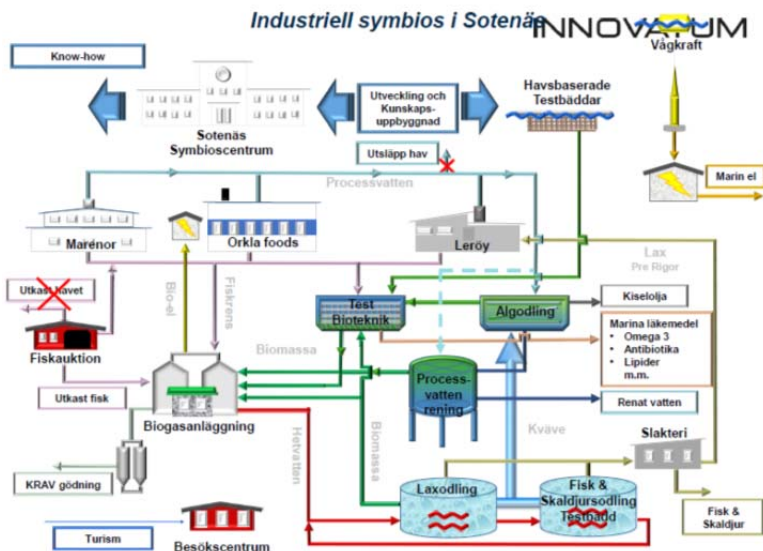 Industriell symbios i Sotenäs
INNOVATUM
Vågkraft
Know-how
Utveckling och
Kunskaps-
uppbyggnad
Havsbaserade
Testbäddar
Sotenäs
Symbioscentrum
Utsläpp hav
Marin el
Processvatten
Marenor
Orkla foods
Leröy
Lax
Pre Rigor
Utkast havet
Bio-el
Fiskrens
Test
Bioteknik
Algodling
Kiselolja
Fiskauktion
Marina läkemedel
• Omega 3
• Antibiotika
• Lipider
m.m.
Biomassa
Utkast fisk
Process-
vatten
rening
Renat vatten
Biogasanläggning
Hetvatten
Biomassa
Kväve
Slakteri
KRAV gödning
Laxodling
Fisk &
Skaldjursodling
Testbädd
Fisk &
Skaldjur
Turism
Besökscentrum